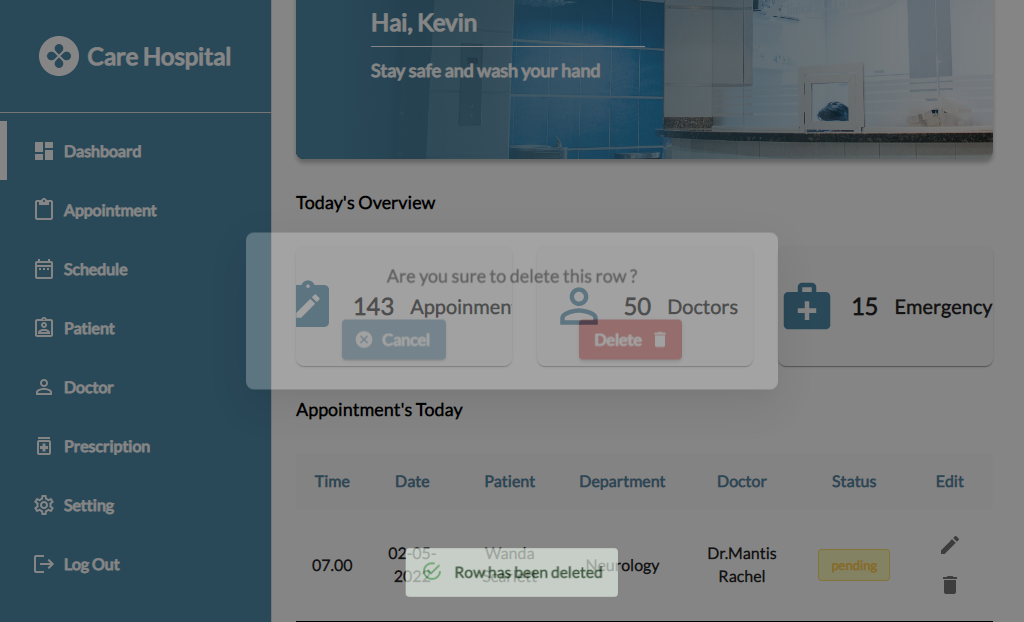 Care Hospital
Dashboard
Appointment
Schedule
Patient
Doctor
Prescription
Setting
Log Out
Hai, Kevin
Stay safe and wash your hand
Today's Overview
Are you sure to delete this row ?
143 Appoinmen
50 Doctors
15 Emergency
Cancel
Delete
Appointment's Today
Time Date Patient Department Doctor Status Edit
07.00
02-05-
2022
Wanda
Scarlett
Neurology
Dr.Mantis
Rachel
pending
Row has been deleted